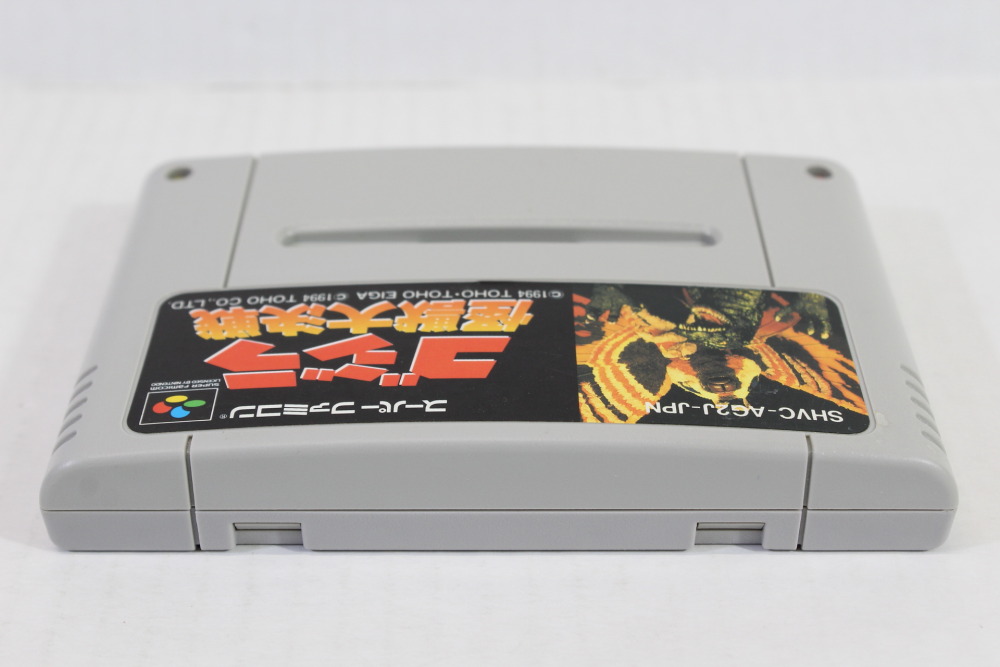 SHVC-AG2J-JPN
スーパーファミコン®
SUPER Famicom
LICENSED BY NINTENDO
ゴジラ
怪獣大決戦
©1994 TOHO・TOHO EIGA ©1994 TOHO CO., LTD.